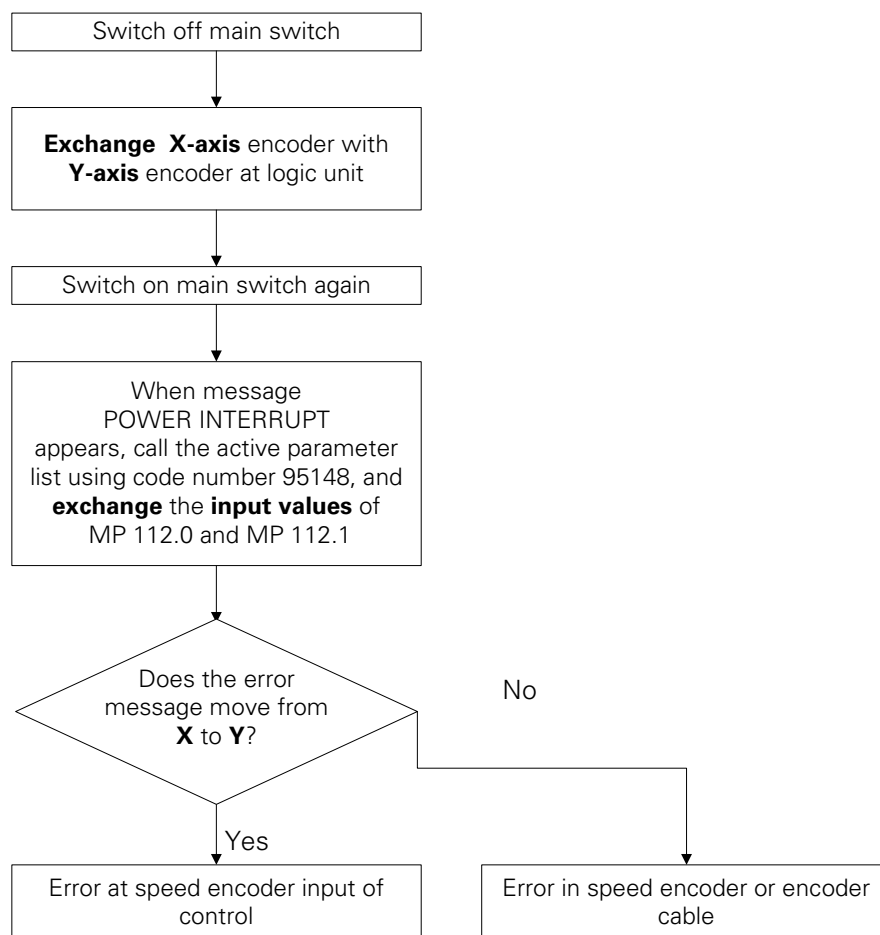 Switch off main switch
Exchange X-axis encoder with
Y-axis encoder at logic unit
Switch on main switch again
When message
POWER INTERRUPT
appears, call the active parameter
list using code number 95148, and
exchange the input values of
MP 112.0 and MP 112.1
Does the error
message move from
X to Y?
No
Yes
Error at speed encoder input of
control
Error in speed encoder or encoder
cable